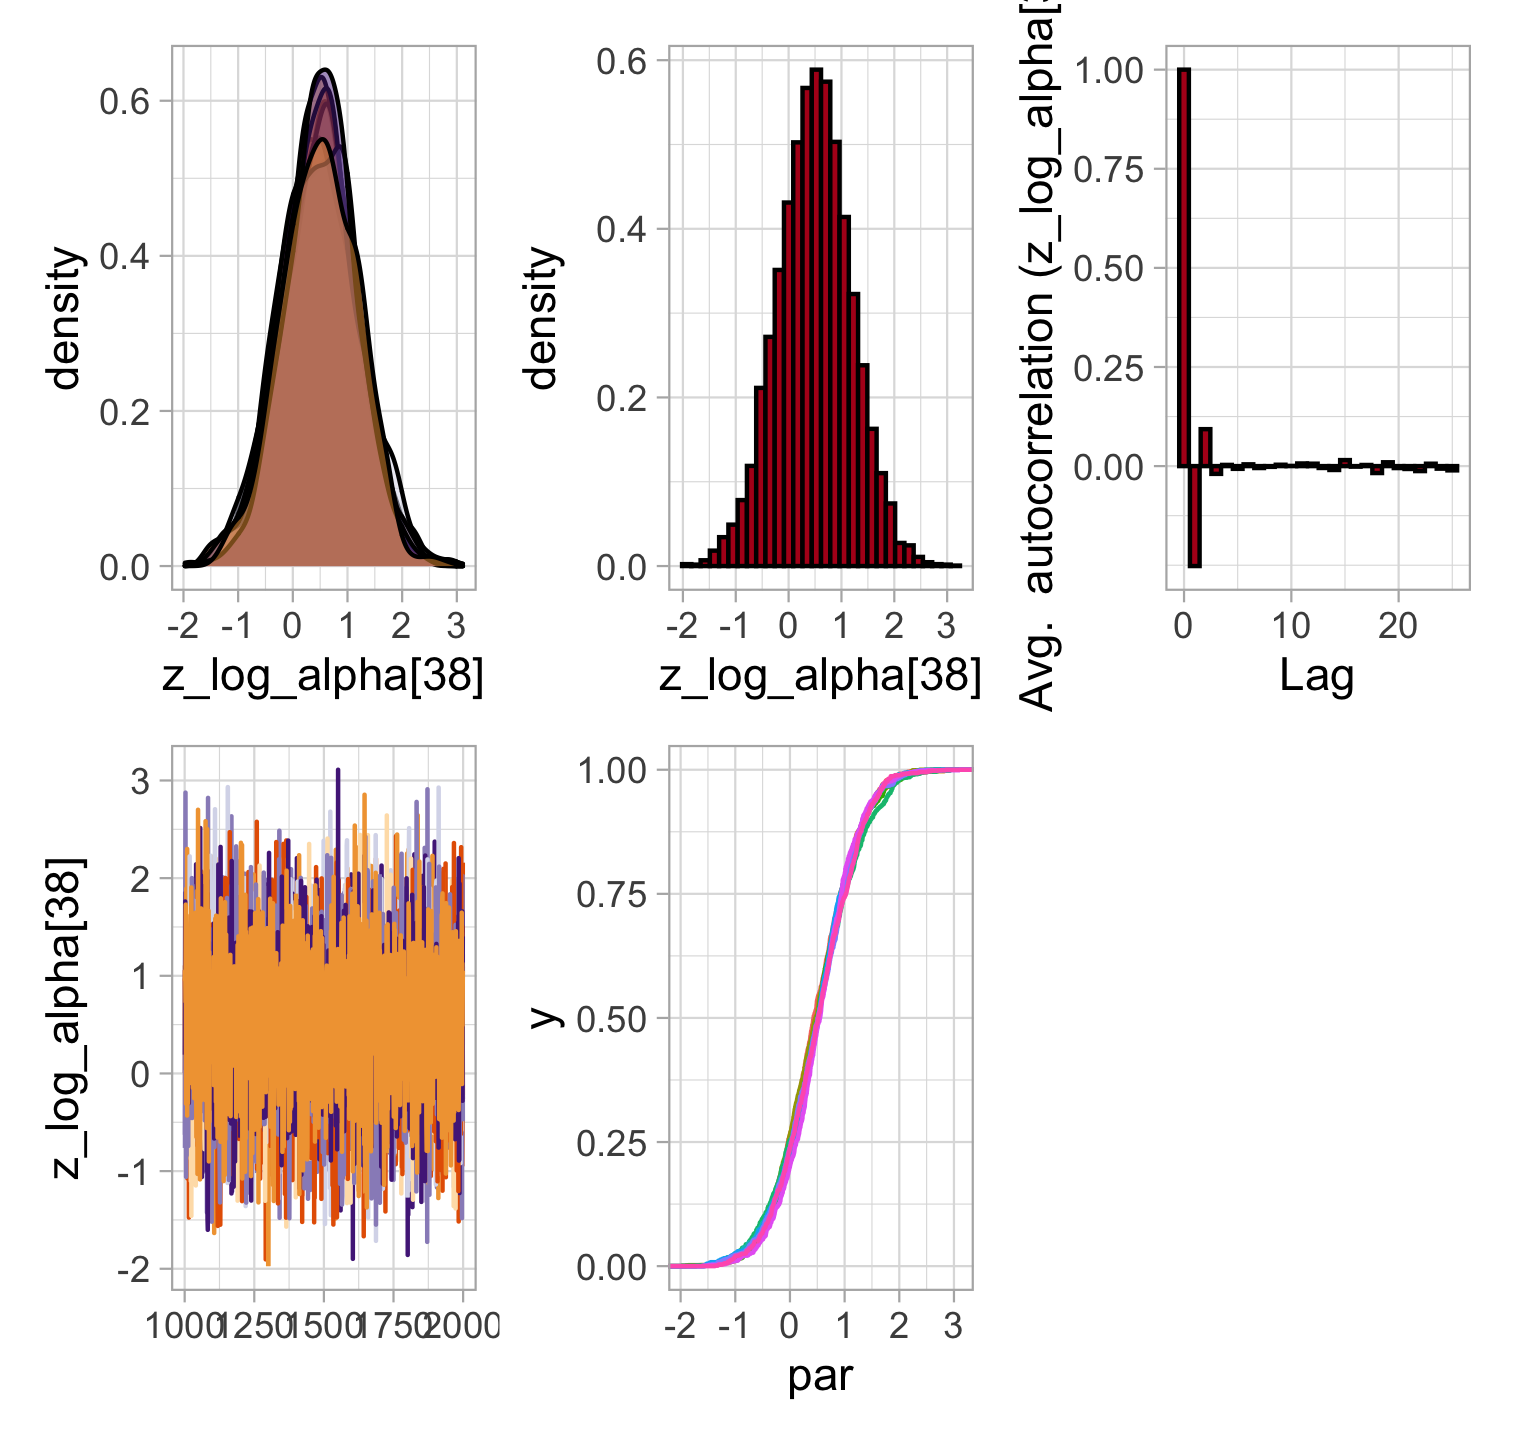 density
0.6
0.4
0.2
0.0
-2 -1 0 1 2 3
z_log_alpha[38]
density
0.6
0.4
0.2
0.0
-2 -1 0 1 2 3
z_log_alpha[38]
Avg. autocorrelation (z_log_alpha[3
1.00
0.75
0.50
0.25
0.00
0 10 20
Lag
z_log_alpha[38]
3
2
1
0
-1
-2
1000 1250 1500 1750 2000
y
1.00
0.75
0.50
0.25
0.00
-2 -1 0 1 2 3
par